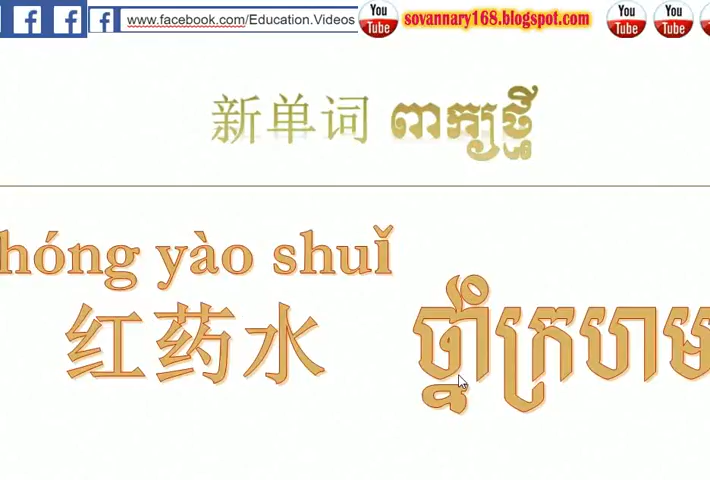 www.facebook.com/Education.Videos sovannary168.blogspot.com You Tube You Tube You Tube
新单词 ពាក្យថ្មី
hóng yào shuǐ
红药水 ថ្នាំក្រហម